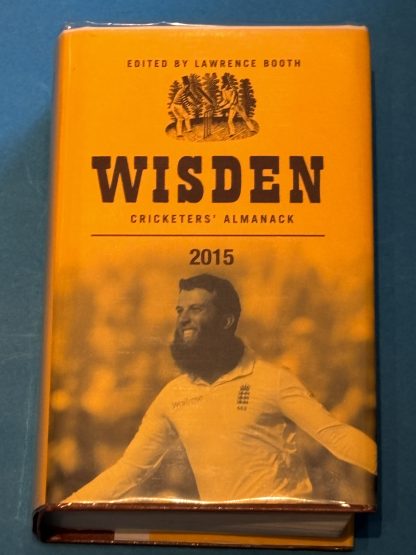 EDITED BY LAWRENCE BOOTH
WISDEN
CRICKETERS' ALMANACK
2015